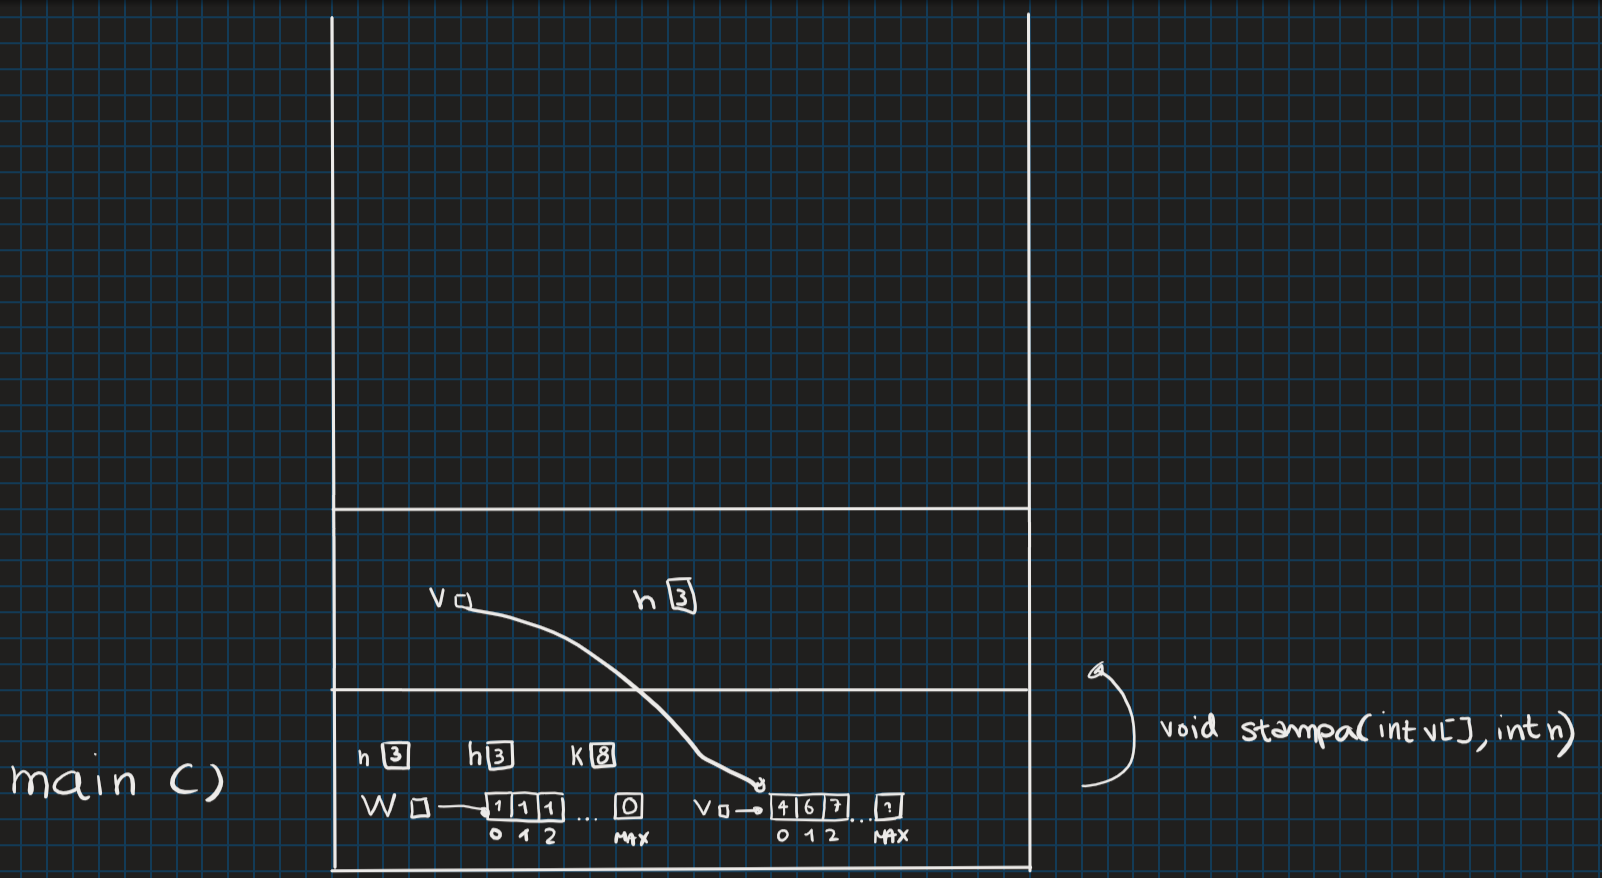 V n 3
void stampa(int v[], int n)
n 3 h 3 K 8
main ()
W 1 1 1 ... 0 V 4 6 7 ... ?
0 1 2 MAX 0 1 2 MAX